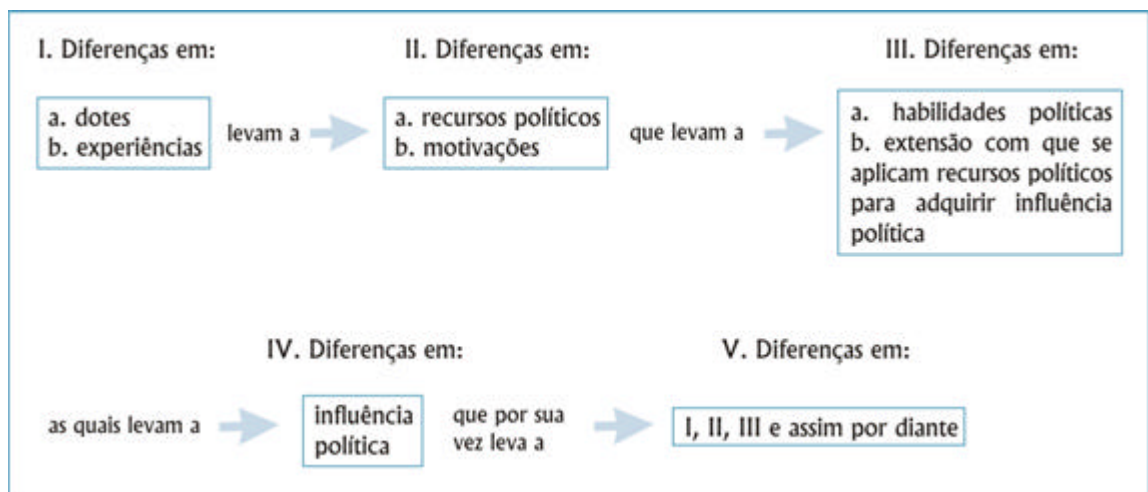 I. Diferenças em:
II. Diferenças em:
III. Diferenças em:
a. dotes
b. experiências
levam a
a. recursos políticos
b. motivações
que levam a
a. habilidades políticas
b. extensão com que se
aplicam recursos políticos
para adquirir influência
política
IV. Diferenças em:
V. Diferenças em:
as quais levam a
influência
política
que por sua
vez leva a
I, II, III e assim por diante